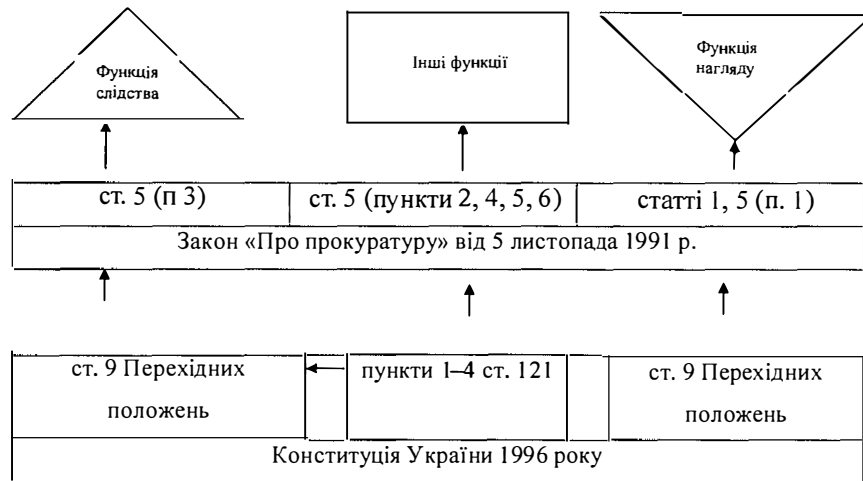 Функція
слідства
Інші функції
Функція
нагляду
ст. 5 (п 3)
ст. 5 (пункти 2, 4, 5, 6)
статті 1, 5 (п. 1)
Закон «Про прокуратуру» від 5 листопада 1991 р.
ст. 9 Перехідних
положень
пункти 1–4 ст. 121
ст. 9 Перехідних
положень
Конституція України 1996 року